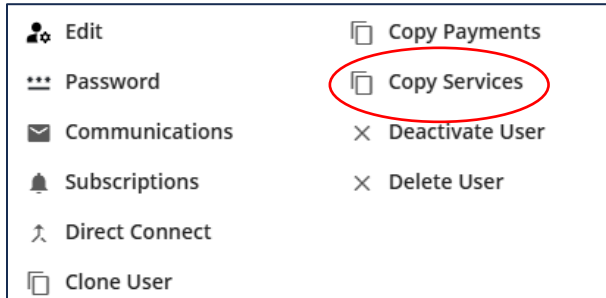 Edit
Password
Communications
Subscriptions
Direct Connect
Clone User
Copy Payments
Copy Services
Deactivate User
Delete User